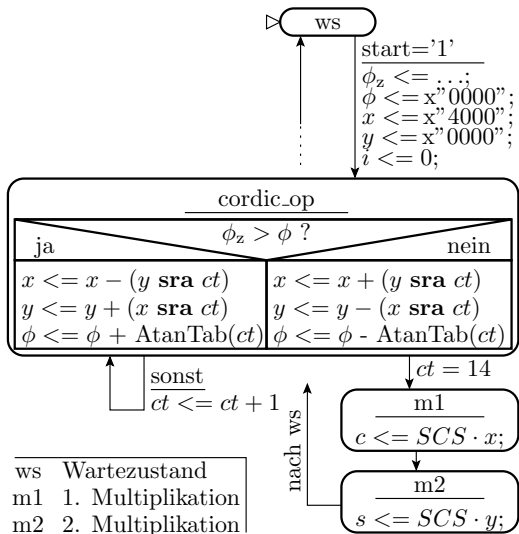 ws
start='1'
ϕz <= ...;
ϕ <= x"0000";
x <= x"4000";
y <= x"0000";
i <= 0;
cordic_op
ϕz > ϕ ?
ja
nein
x <= x − (y sra ct)
y <= y + (x sra ct)
ϕ <= ϕ + AtanTab(ct)
x <= x + (y sra ct)
y <= y − (x sra ct)
ϕ <= ϕ - AtanTab(ct)
sonst
ct <= ct + 1
ct = 14
m1
c <= SCS · x;
nach ws
m2
s <= SCS · y;
ws Wartezustand
m1 1. Multiplikation
m2 2. Multiplikation